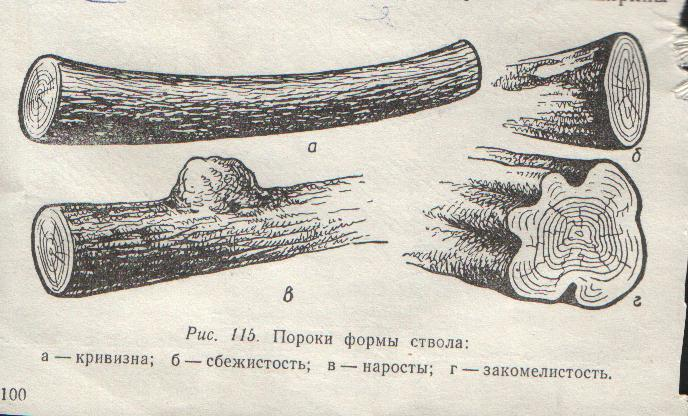 а
б
в
г
Рис. 115. Пороки формы ствола:
а — кривизна; б — сбежистость; в — наросты; г — закомелистость.
100